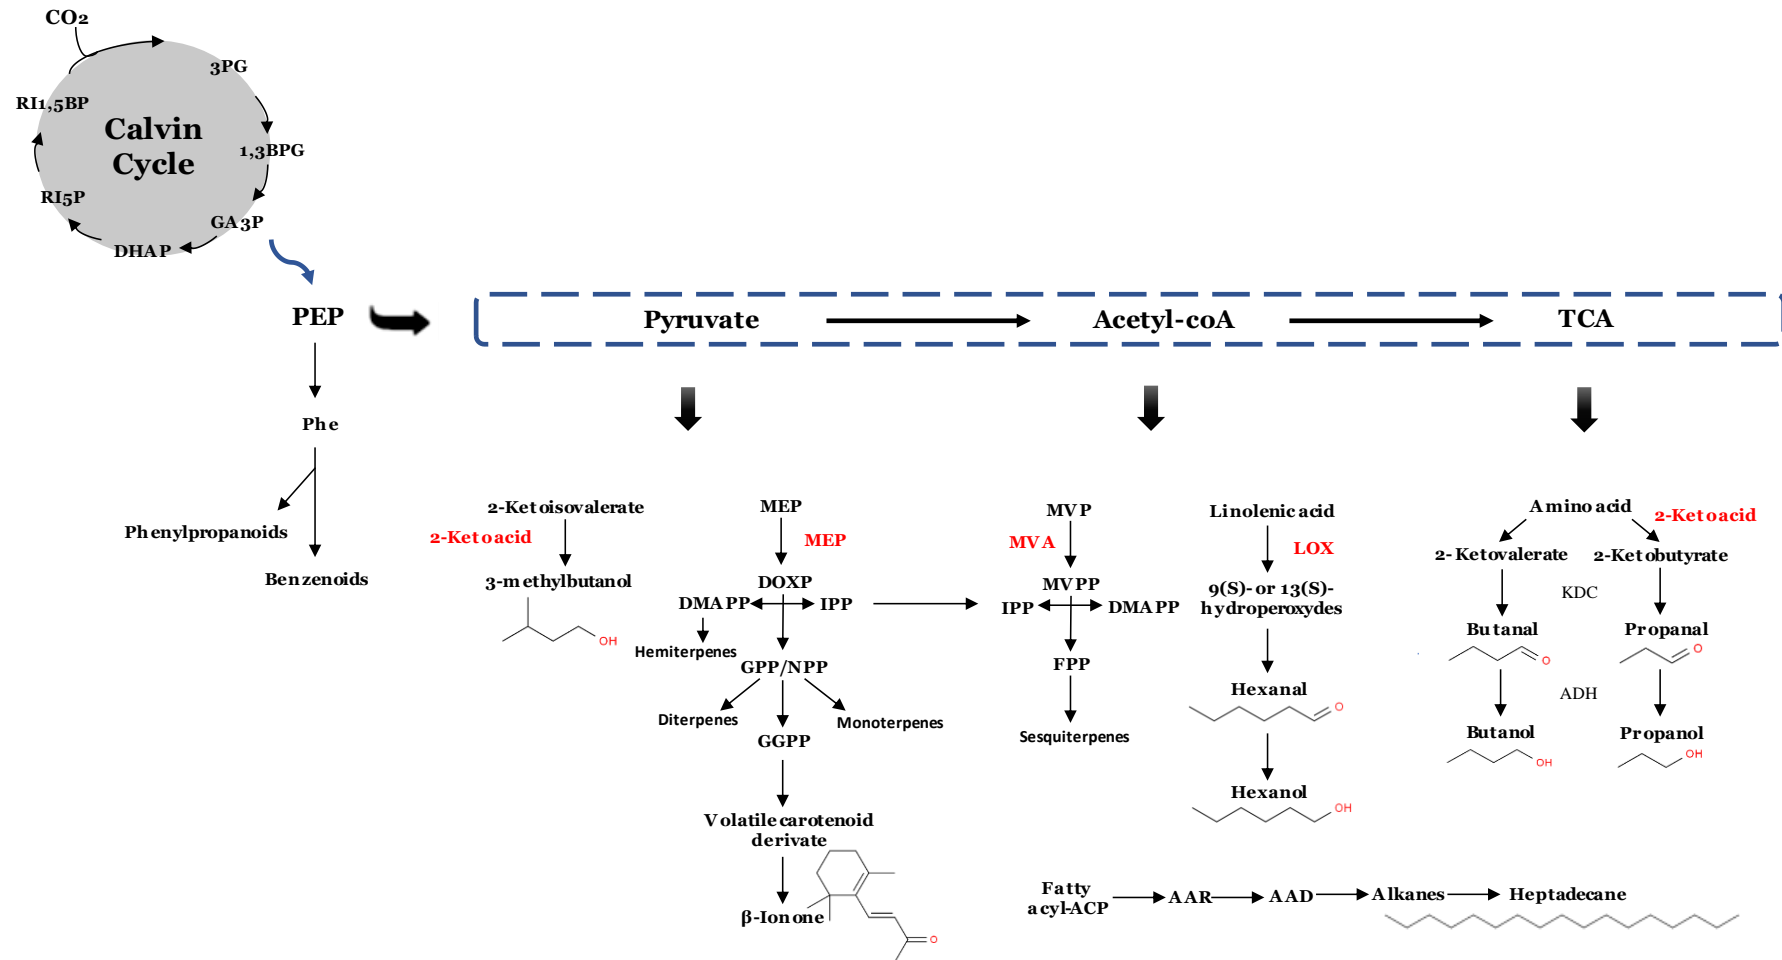 CO2
3PG
RI1,5BP
Calvin
Cycle
1,3BPG
RI5P
GA3P
DHAP
PEP
Pyruvate
Acetyl-coA
TCA
Phe
Phenylpropanoids
Benzenoids
2-Ketoisovalerate
2-Ketoacid
3-methylbutanol
OH
MEP
MEP
DOXP
DMAPP
IPP
Hemiterpenes
GPP/NPP
Diterpenes
Monoterpenes
GGPP
Volatile carotenoid
derivate
β-Ionone
O
MVP
MVA
MVPP
IPP
DMAPP
FPP
Sesquiterpenes
Linolenic acid
LOX
9(S)- or 13(S)-
hydroperoxydes
Hexanal
O
Hexanol
OH
Amino acid
2-Ketoacid
2-Ketovalerate
2-Ketobutyrate
KDC
Butanal
Propanal
O
O
ADH
Butanol
Propanol
OH
OH
Fatty
acyl-ACP
AAR
AAD
Alkanes
Heptadecane